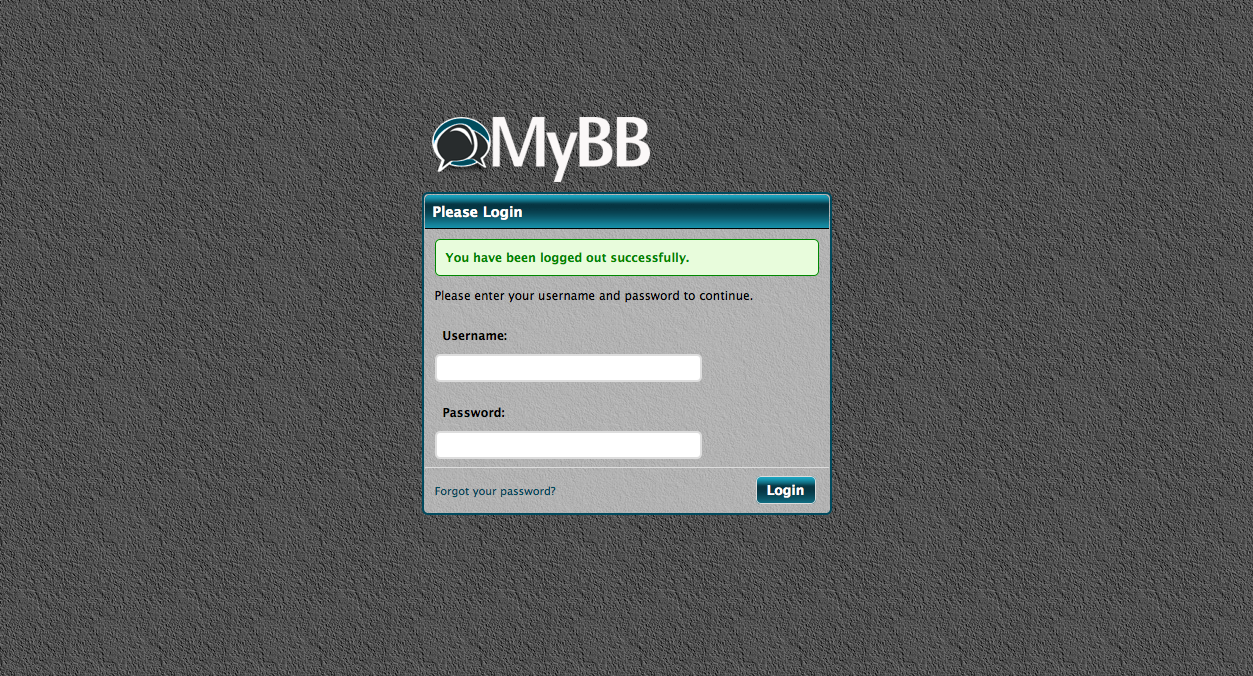 MyBB
Please Login
You have been logged out successfully.
Please enter your username and password to continue.
Username:
Password:
Forgot your password?
Login